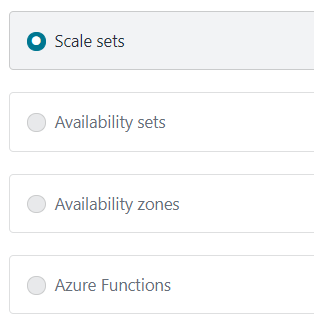 Scale sets
Availability sets
Availability zones
Azure Functions